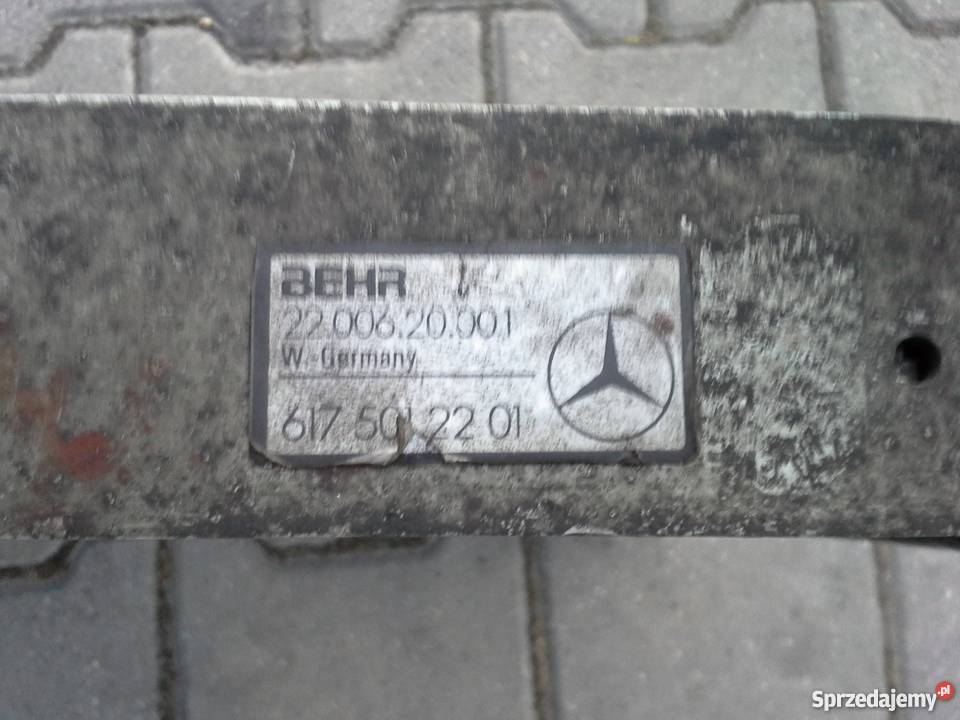 BEHR
22.006.20.001
W.-Germany
617 501 22 01
Sprzedajemy.pl